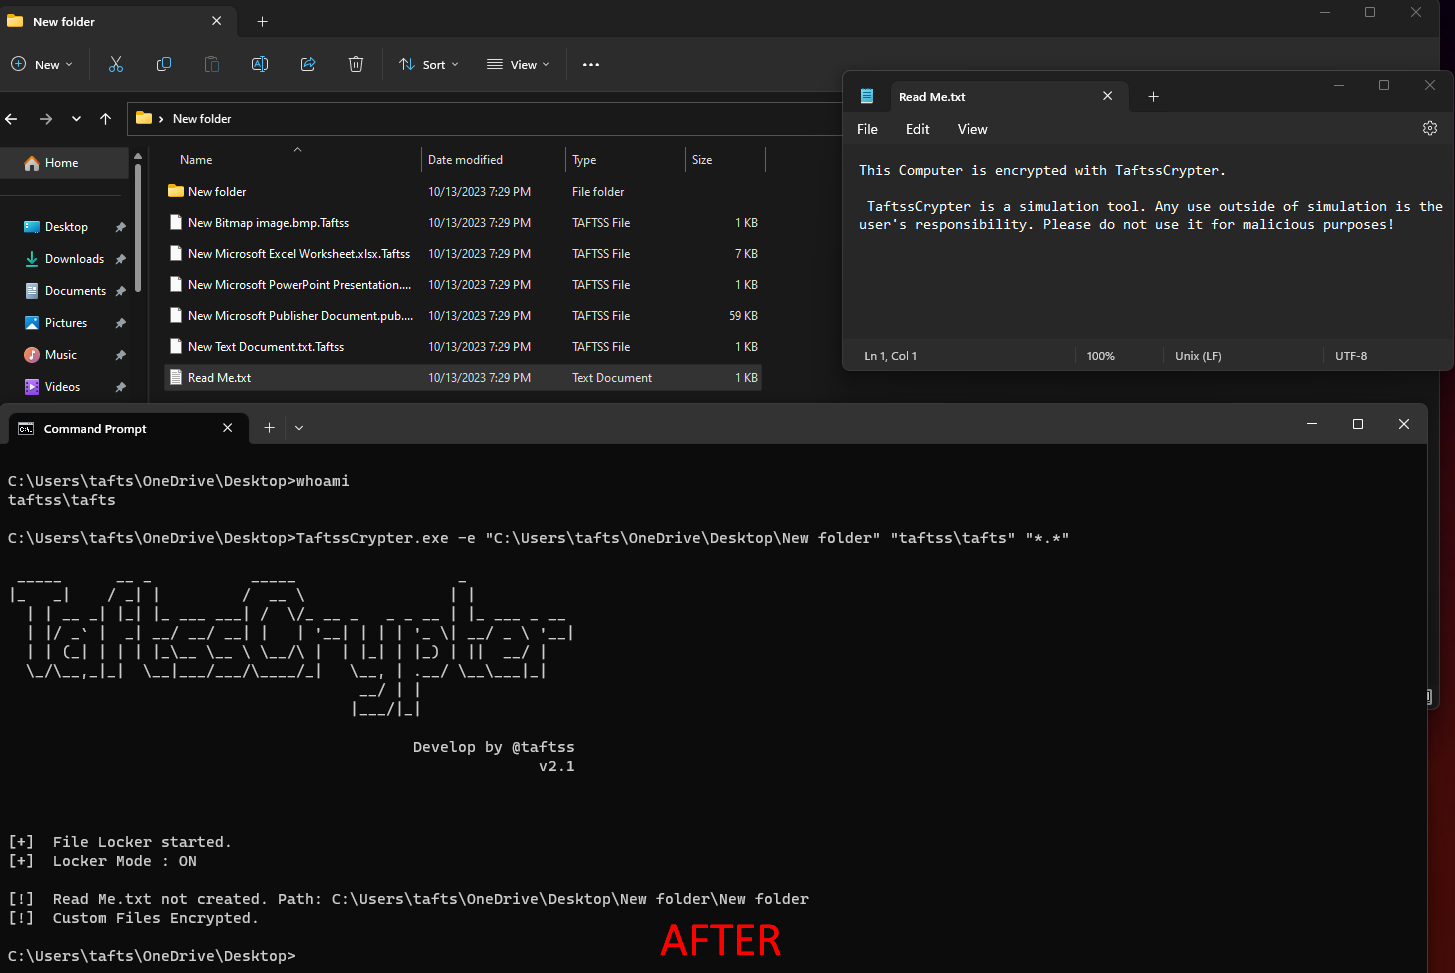 New folder
New
Sort
View
New folder
Home
Desktop
Downloads
Documents
Pictures
Music
Videos
Name Date modified Type Size
New folder 10/13/2023 7:29 PM File folder
New Bitmap image.bmp.Taftss 10/13/2023 7:29 PM TAFTSS File 1 KB
New Microsoft Excel Worksheet.xlsx.Taftss 10/13/2023 7:29 PM TAFTSS File 7 KB
New Microsoft PowerPoint Presentation.... 10/13/2023 7:29 PM TAFTSS File 1 KB
New Microsoft Publisher Document.pub.... 10/13/2023 7:29 PM TAFTSS File 59 KB
New Text Document.txt.Taftss 10/13/2023 7:29 PM TAFTSS File 1 KB
Read Me.txt 10/13/2023 7:29 PM Text Document 1 KB
Read Me.txt
File Edit View
This Computer is encrypted with TaftssCrypter.
TaftssCrypter is a simulation tool. Any use outside of simulation is the
user's responsibility. Please do not use it for malicious purposes!
Ln 1, Col 1 100% Unix (LF) UTF-8
Command Prompt
C:\Users\tafts\OneDrive\Desktop>whoami
taftss\tafts
C:\Users\tafts\OneDrive\Desktop>TaftssCrypter.exe -e "C:\Users\tafts\OneDrive\Desktop\New folder" "taftss\tafts" "*.*"
TaftssCrypter
Develop by @taftss
v2.1
[+] File Locker started.
[+] Locker Mode : ON
[!] Read Me.txt not created. Path: C:\Users\tafts\OneDrive\Desktop\New folder\New folder
[!] Custom Files Encrypted.
C:\Users\tafts\OneDrive\Desktop>
AFTER